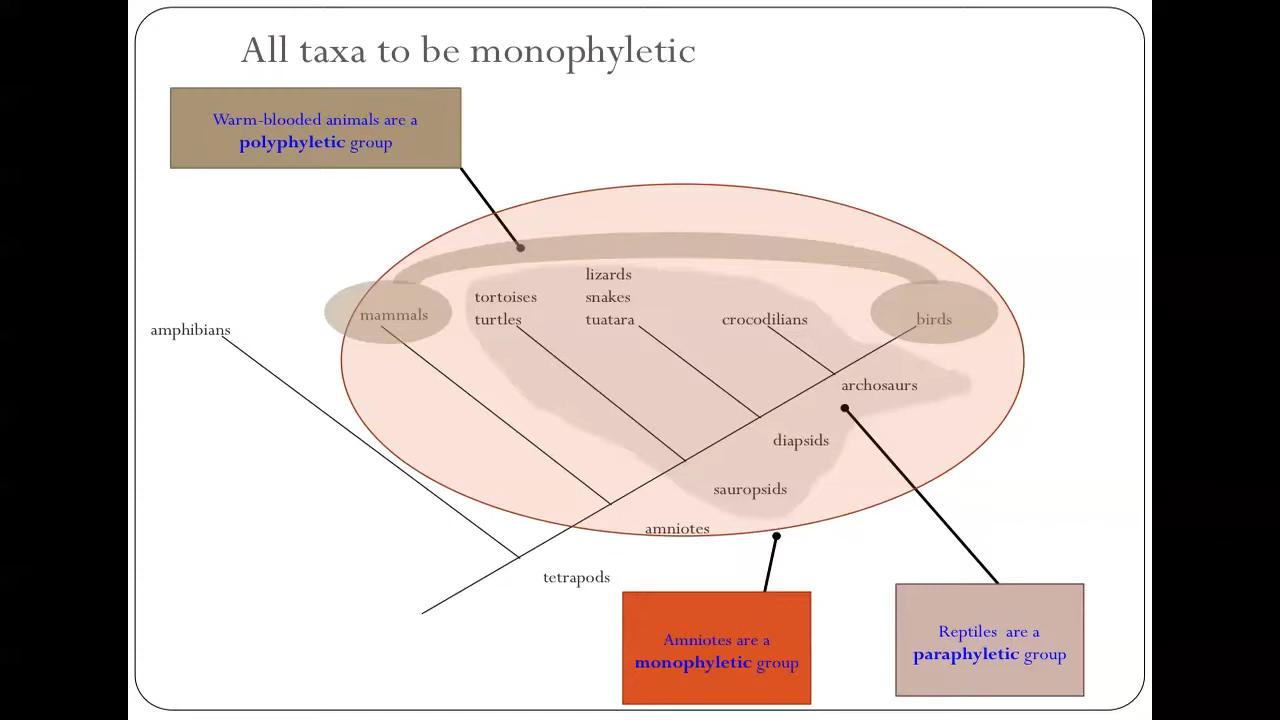 All taxa to be monophyletic
Warm-blooded animals are a
polyphyletic group
lizards
tortoises
snakes
turtles
tuatara
crocodilians
mammals
birds
amphibians
archosaurs
diapsids
sauropsids
amniotes
tetrapods
Amniotes are a
monophyletic group
Reptiles are a
paraphyletic group